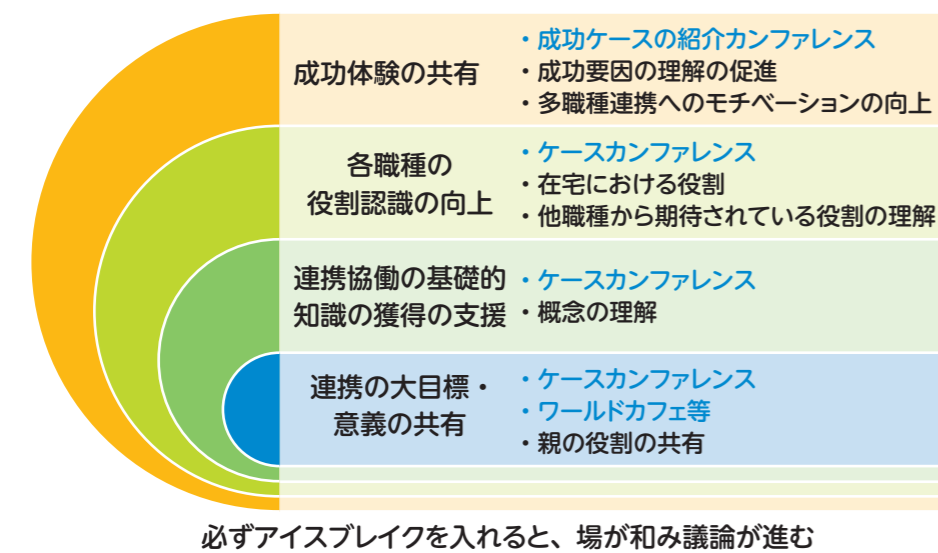 成功体験の共有
・成功ケースの紹介カンファレンス
・成功要因の理解の促進
・多職種連携へのモチベーションの向上
各職種の
役割認識の向上
・ケースカンファレンス
・在宅における役割
・他職種から期待されている役割の理解
連携協働の基礎的
知識の獲得の支援
・ケースカンファレンス
・概念の理解
連携の大目標・
意義の共有
・ケースカンファレンス
・ワールドカフェ等
・親の役割の共有
必ずアイスブレイクを入れると、場が和み議論が進む